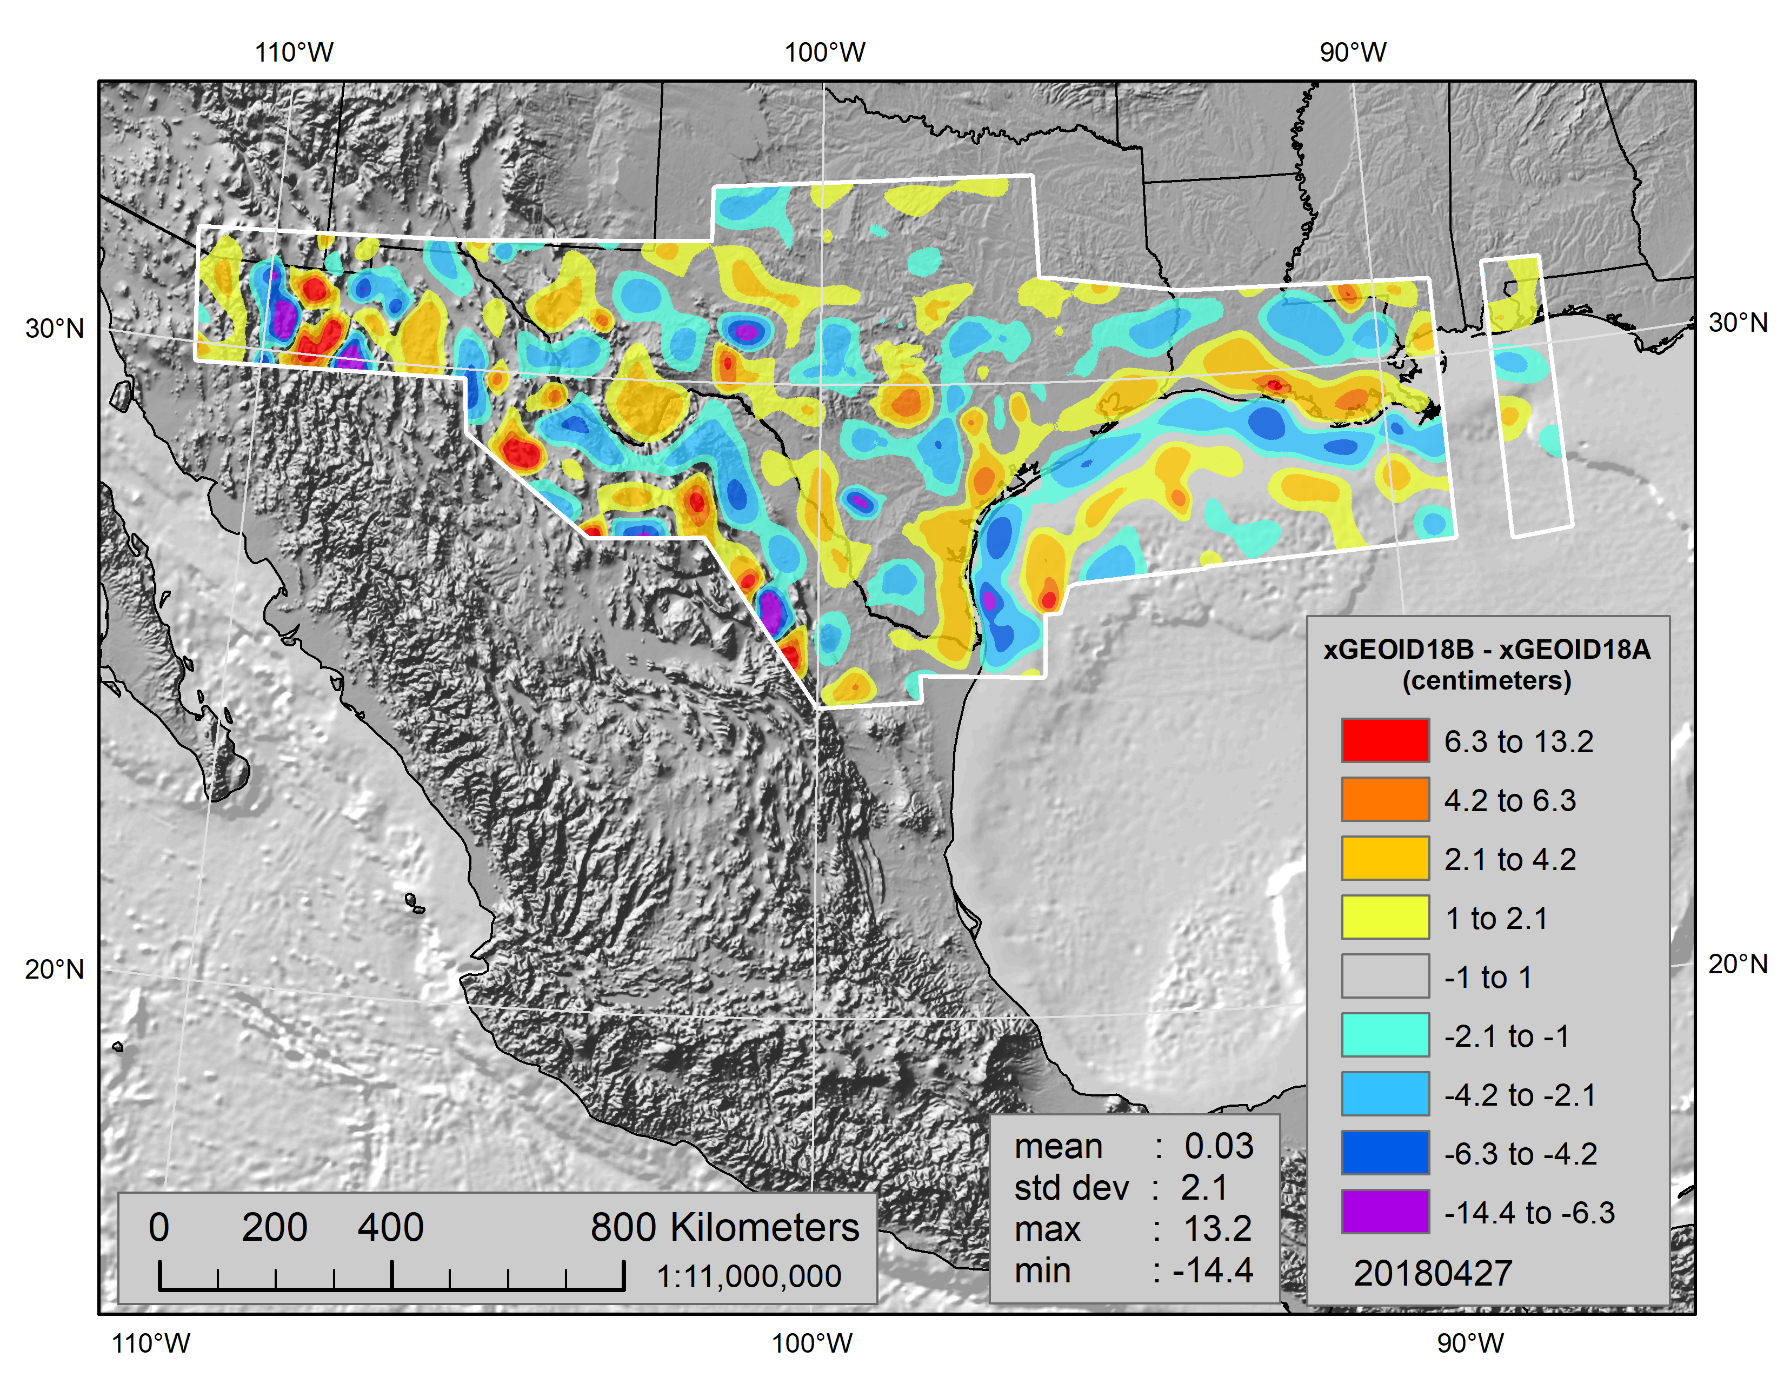 110°W 100°W 90°W
30°N 30°N
xGEOID18B - xGEOID18A
(centimeters)
6.3 to 13.2
4.2 to 6.3
2.1 to 4.2
1 to 2.1
-1 to 1
-2.1 to -1
-4.2 to -2.1
-6.3 to -4.2
-14.4 to -6.3
20180427
20°N 20°N
mean : 0.03
std dev : 2.1
max : 13.2
min : -14.4
0 200 400 800 Kilometers
1:11,000,000
110°W 100°W 90°W